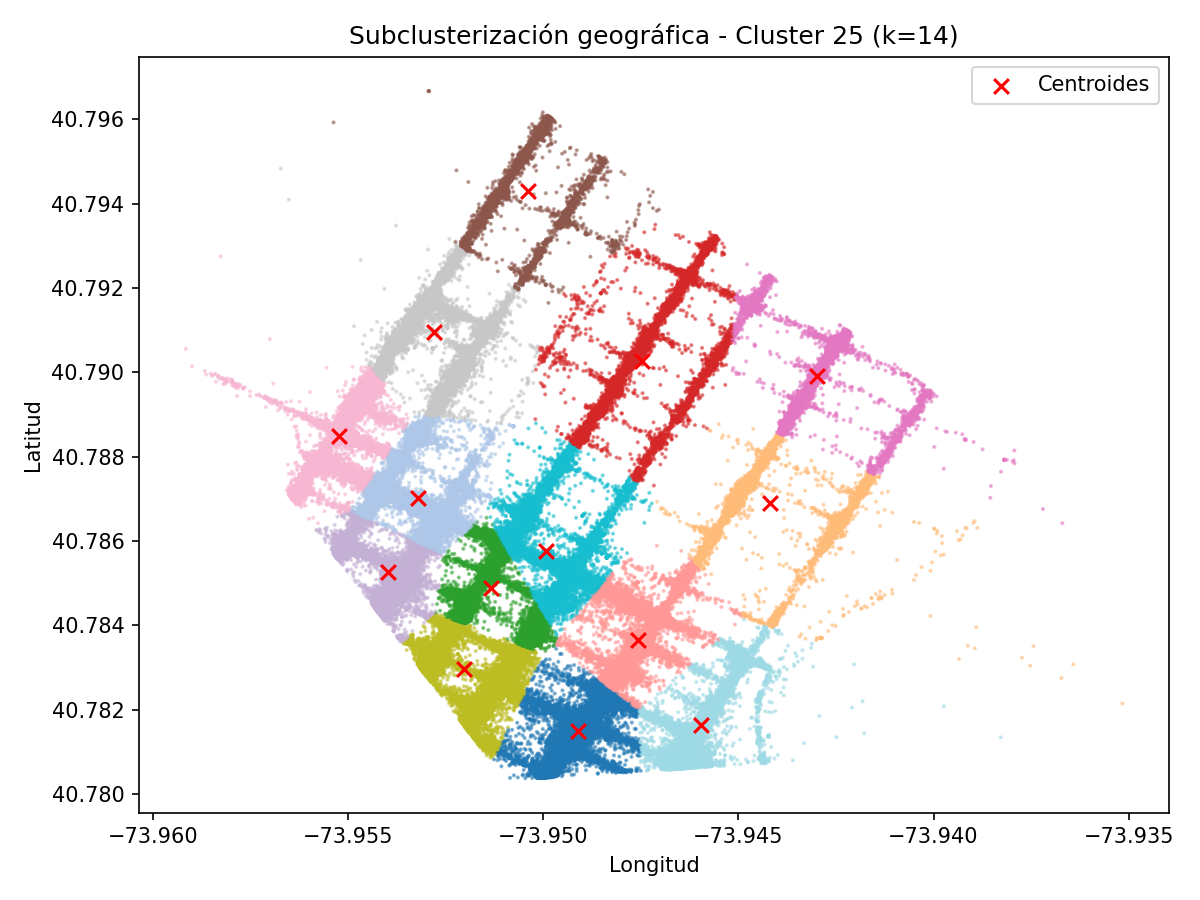 Subclusterización geográfica - Cluster 25 (k=14)
Centroides
40.796
40.794
40.792
40.790
40.788
40.786
40.784
40.782
40.780
Latitud
−73.960 −73.955 −73.950 −73.945 −73.940 −73.935
Longitud